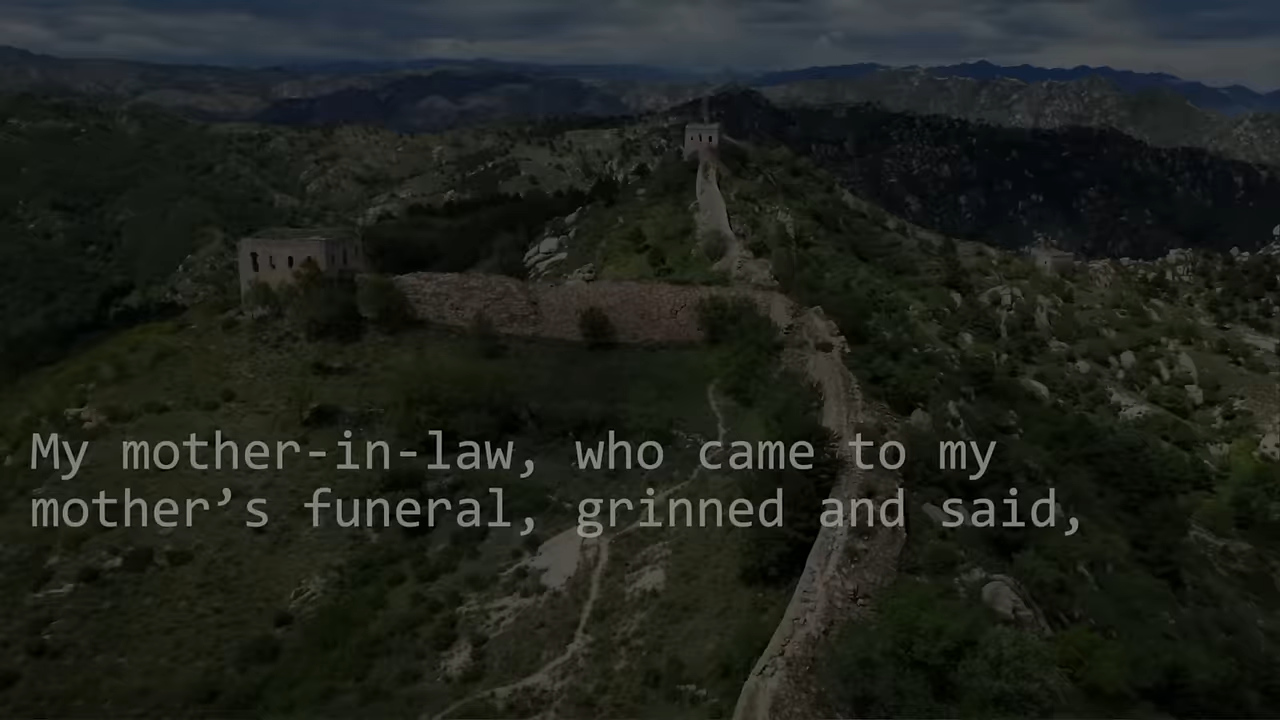 My mother-in-law, who came to my
mother’s funeral, grinned and said,